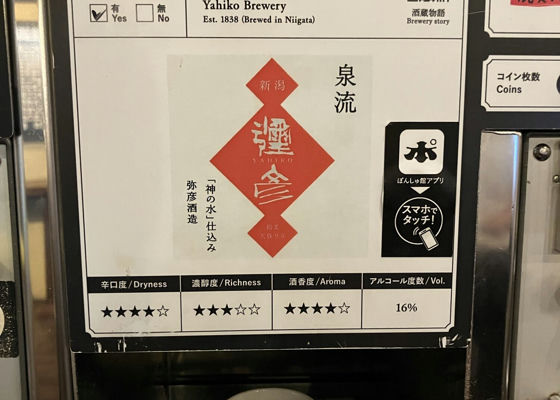 有
Yes
無
No
Yahiko Brewery
Est. 1838 (Brewed in Niigata)
酒蔵物語
Brewery story
コイン枚数
Coins
泉流
新潟
彌彦
YAHIKO
「神の水」仕込み
弥彦酒造
ポ
ぽんしゅ館アプリ
スマホで
タッチ!
辛口度/Dryness
濃醇度/Richness
酒香度/Aroma
アルコール度数/Vol.
★★★★☆
★★★☆☆
★★★★☆
16%